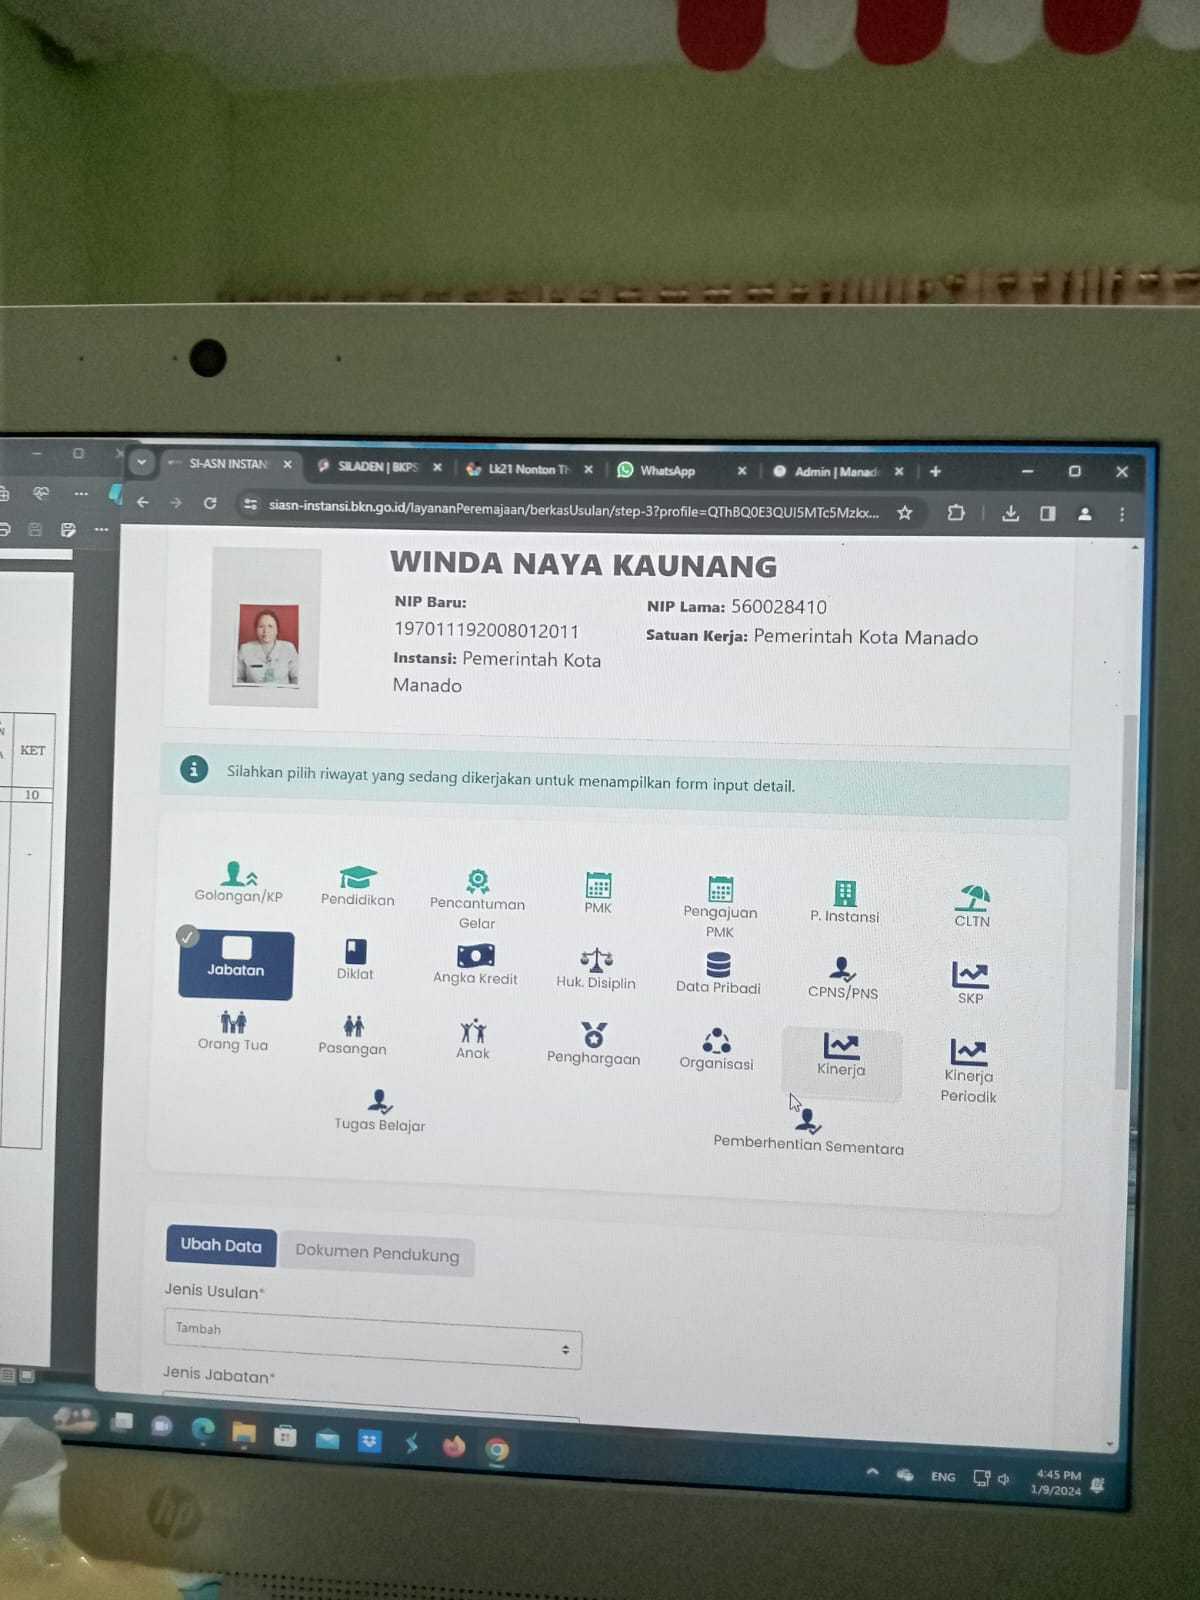 SI-ASN INSTAN
SILADEN | BKPS
Lk21 Nonton Th
WhatsApp
Admin | Manad
siasn-instansi.bkn.go.id/layananPeremajaan/berkasUsulan/step-3?profile=QThBQ0E3QUI5MTc5Mzkx...
WINDA NAYA KAUNANG
NIP Baru:
197011192008012011
Instansi: Pemerintah Kota
Manado
NIP Lama: 560028410
Satuan Kerja: Pemerintah Kota Manado
N
A
KET
10
-
Silahkan pilih riwayat yang sedang dikerjakan untuk menampilkan form input detail.
Golongan/KP
Pendidikan
Pencantuman
Gelar
PMK
Pengajuan
PMK
P. Instansi
CLTN
Jabatan
Diklat
Angka Kredit
Huk. Disiplin
Data Pribadi
CPNS/PNS
SKP
Orang Tua
Pasangan
Anak
Penghargaan
Organisasi
Kinerja
Kinerja
Periodik
Tugas Belajar
Pemberhentian Sementara
Ubah Data
Dokumen Pendukung
Jenis Usulan*
Tambah
Jenis Jabatan*
ENG
4:45 PM
1/9/2024
hp